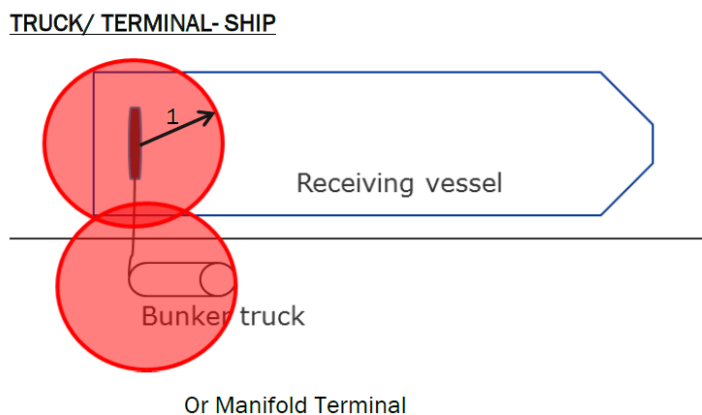 TRUCK/ TERMINAL- SHIP
1
Receiving vessel
Bunker truck
Or Manifold Terminal